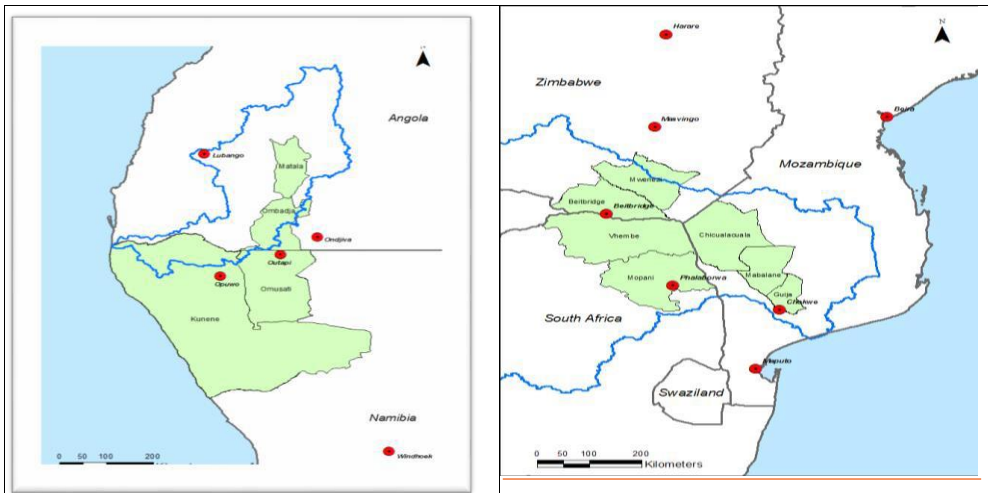 Angola
Lubango
Matala
Ombadja
Ondjiva
Outapi
Opuwo
Omusati
Kunene
Namibia
Windhoek
0 50 100 200
N
Harare
Zimbabwe
Beira
Masvingo
Mozambique
Mwenezi
Beitbridge
Beitbridge
Vhembe
Chicualacuala
Mabalane
Mopani
Phalaborwa
Guija
Chokwe
South Africa
Maputo
Swaziland
0 50 100 200
Kilometers